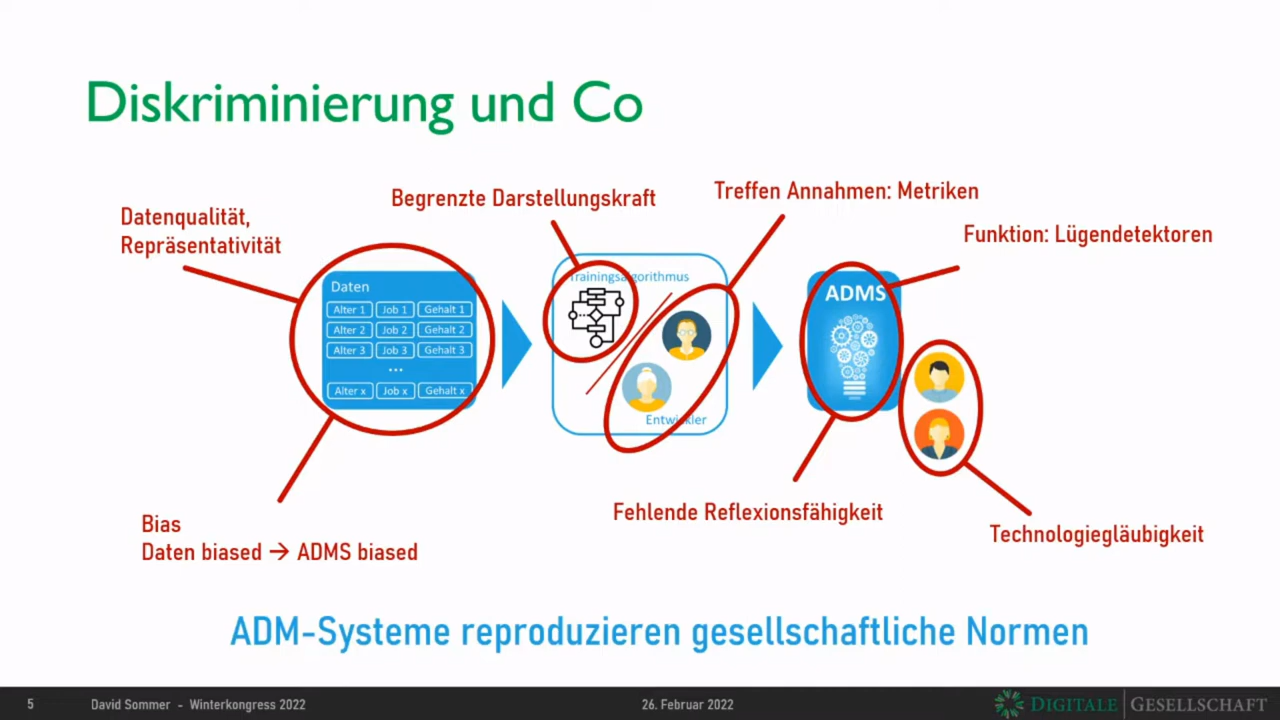 Diskriminierung und Co
Datenqualität,
Repräsentativität
Begrenzte Darstellungskraft
Treffen Annahmen: Metriken
Funktion: Lügendetektoren
Daten
Alter 1 Job 1 Gehalt 1
Alter 2 Job 2 Gehalt 2
Alter 3 Job 3 Gehalt 3
...
Alter x Job x Gehalt x
Trainingsalgorithmus
Entwickler
ADMS
Bias
Daten biased → ADMS biased
Fehlende Reflexionsfähigkeit
Technologiegläubigkeit
ADM-Systeme reproduzieren gesellschaftliche Normen
5 David Sommer - Winterkongress 2022 26. Februar 2022 DIGITALE GESELLSCHAFT